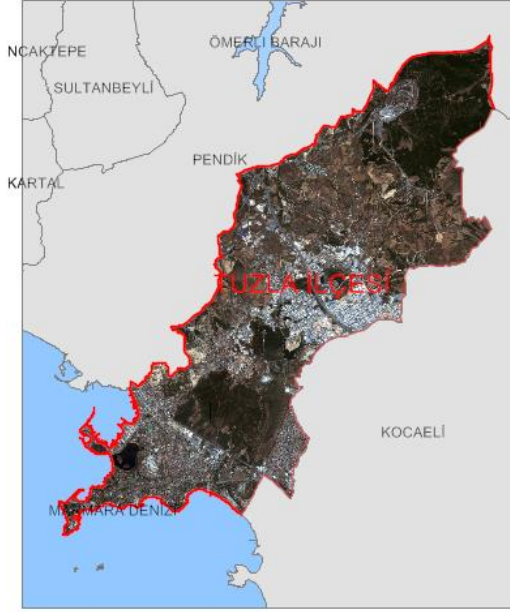 ÖMERLİ BARAJI
NCAKTEPE
SULTANBEYLİ
PENDİK
KARTAL
TUZLA İLÇESİ
KOCAELİ
MARMARA DENİZİ